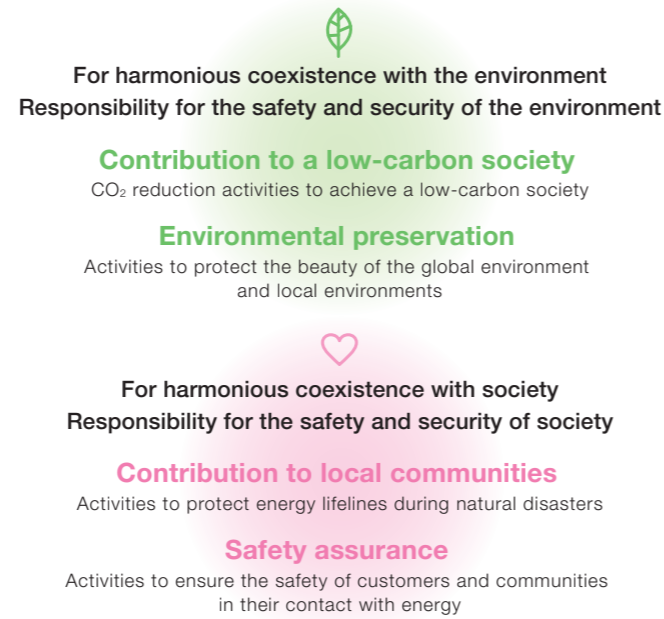 For harmonious coexistence with the environment
Responsibility for the safety and security of the environment
Contribution to a low-carbon society
CO₂ reduction activities to achieve a low-carbon society
Environmental preservation
Activities to protect the beauty of the global environment
and local environments
For harmonious coexistence with society
Responsibility for the safety and security of society
Contribution to local communities
Activities to protect energy lifelines during natural disasters
Safety assurance
Activities to ensure the safety of customers and communities
in their contact with energy